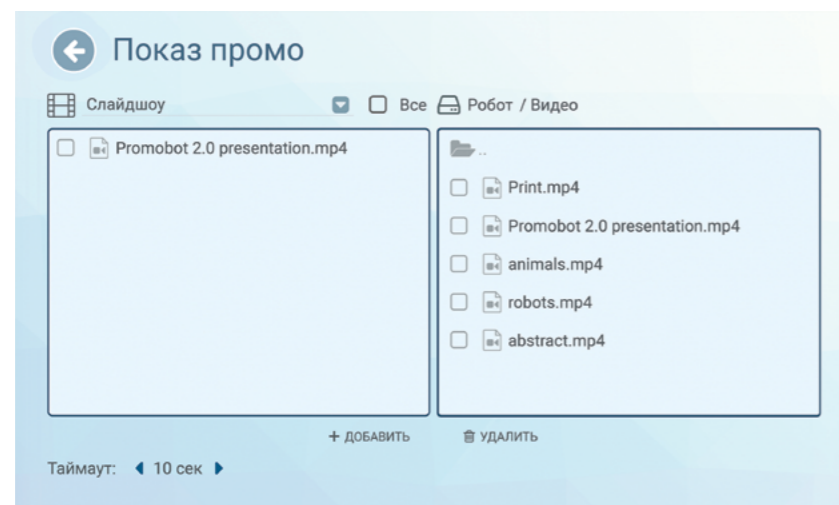 Показ промо
Слайдшоу Все Робот / Видео
Promobot 2.0 presentation.mp4
..
Print.mp4
Promobot 2.0 presentation.mp4
animals.mp4
robots.mp4
abstract.mp4
+ ДОБАВИТЬ УДАЛИТЬ
Таймаут: 10 сек